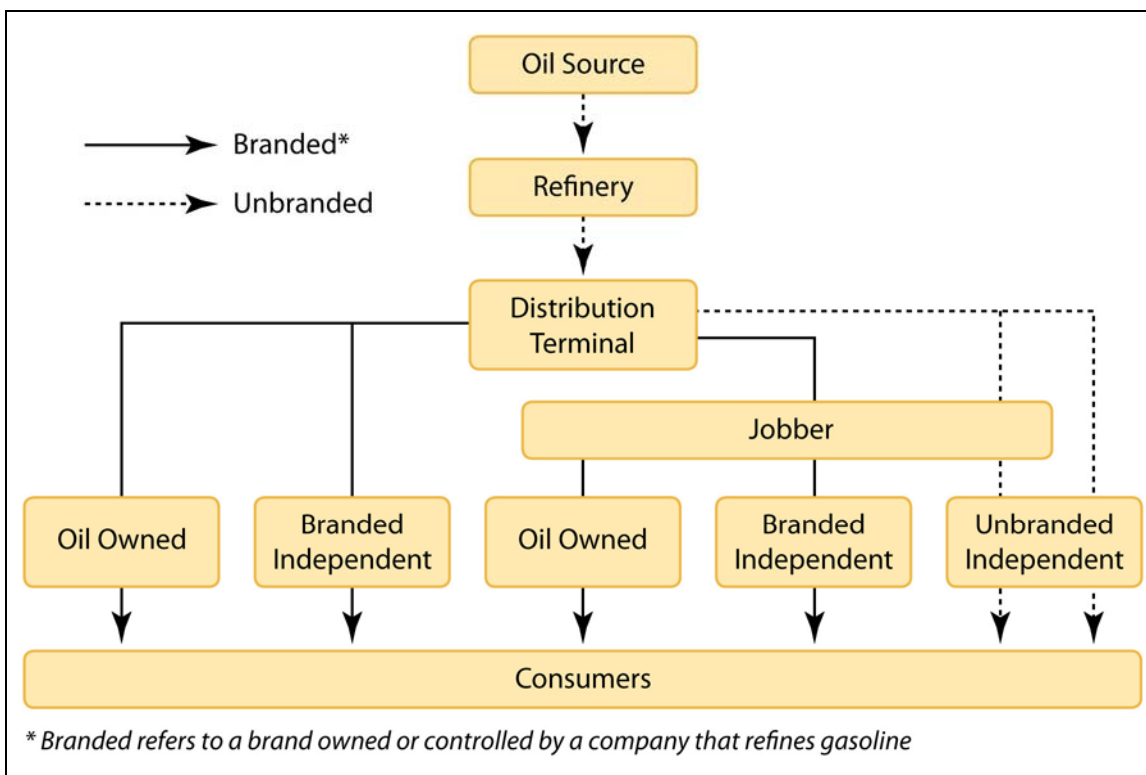 Oil Source
Branded*
Refinery
Unbranded
Distribution
Terminal
Jobber
Oil Owned
Branded
Independent
Oil Owned
Branded
Independent
Unbranded
Independent
Consumers
* Branded refers to a brand owned or controlled by a company that refines gasoline